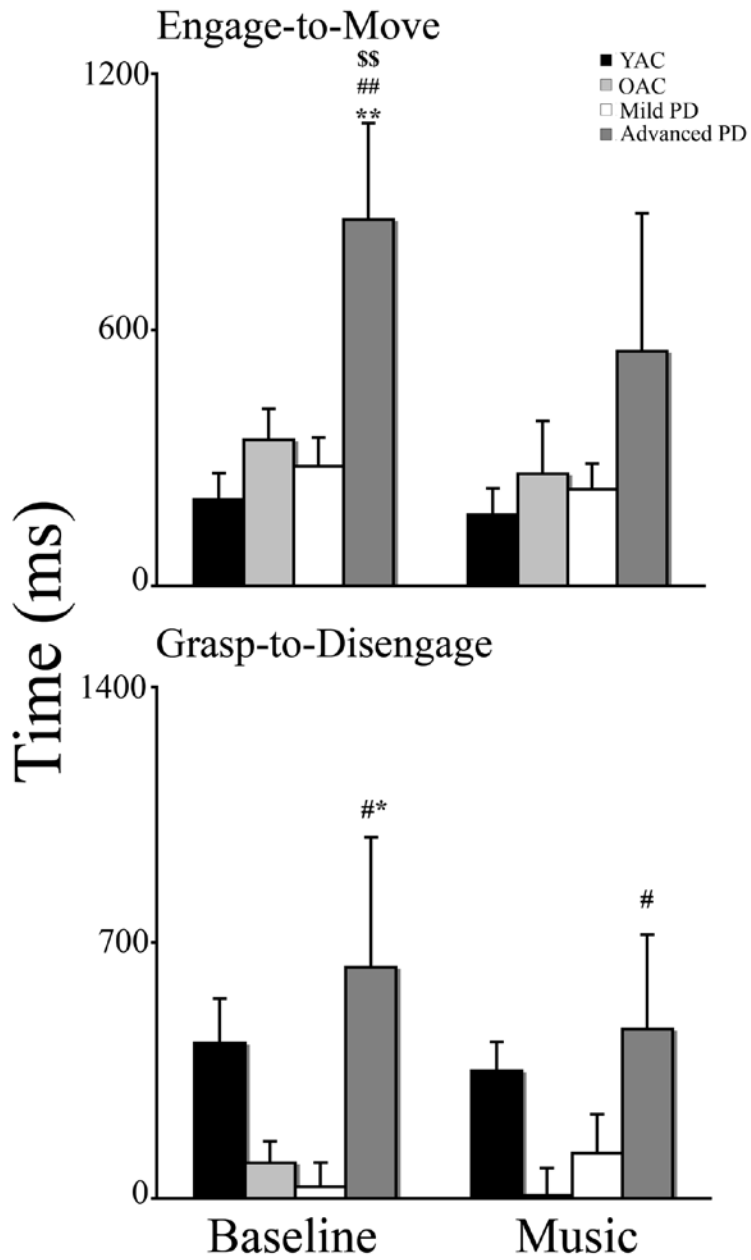 Engage-to-Move
$$
##
**
YAC
OAC
Mild PD
Advanced PD
1200
600
0
Time (ms)
Grasp-to-Disengage
1400
#*
#
700
0
Baseline Music